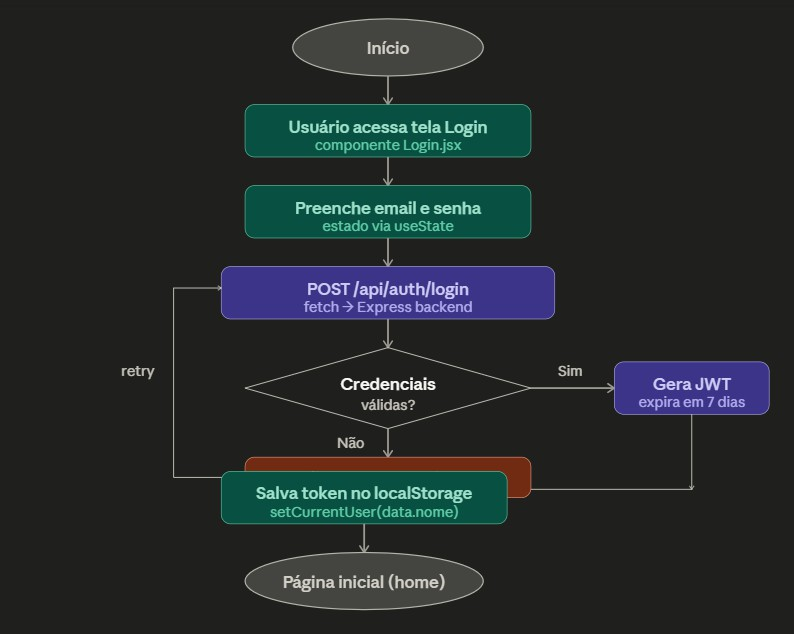 Início
Usuário acessa tela Login
componente Login.jsx
Preenche email e senha
estado via useState
POST /api/auth/login
fetch → Express backend
retry
Credenciais
válidas?
Sim
Gera JWT
expira em 7 dias
Não
Salva token no localStorage
setCurrentUser(data.nome)
Página inicial (home)